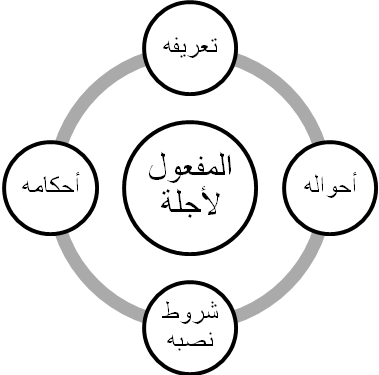 تعريفه
المفعول
لأجلة
أحواله
أحكامه
شروط
نصبه